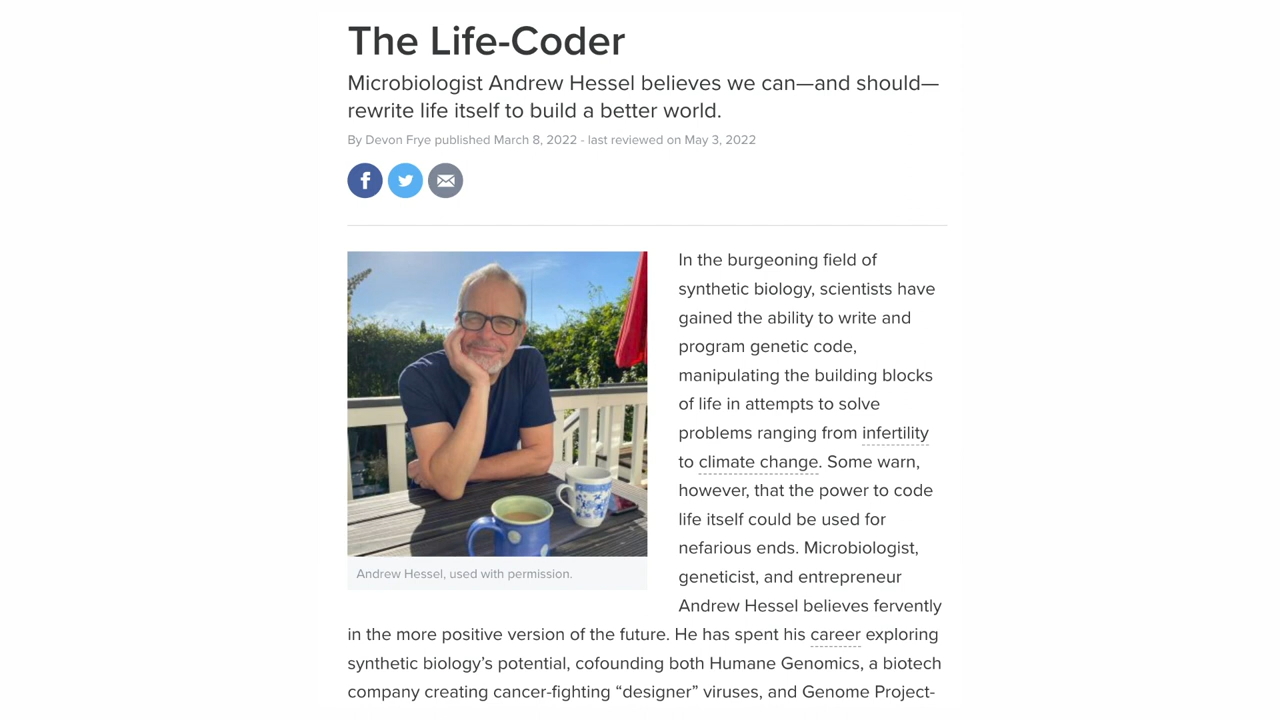 The Life-Coder
Microbiologist Andrew Hessel believes we can—and should—
rewrite life itself to build a better world.
By Devon Frye published March 8, 2022 - last reviewed on May 3, 2022
Andrew Hessel, used with permission.
In the burgeoning field of
synthetic biology, scientists have
gained the ability to write and
program genetic code,
manipulating the building blocks
of life in attempts to solve
problems ranging from infertility
to climate change. Some warn,
however, that the power to code
life itself could be used for
nefarious ends. Microbiologist,
geneticist, and entrepreneur
Andrew Hessel believes fervently
in the more positive version of the future. He has spent his career exploring
synthetic biology’s potential, cofounding both Humane Genomics, a biotech
company creating cancer-fighting “designer” viruses, and Genome Project-